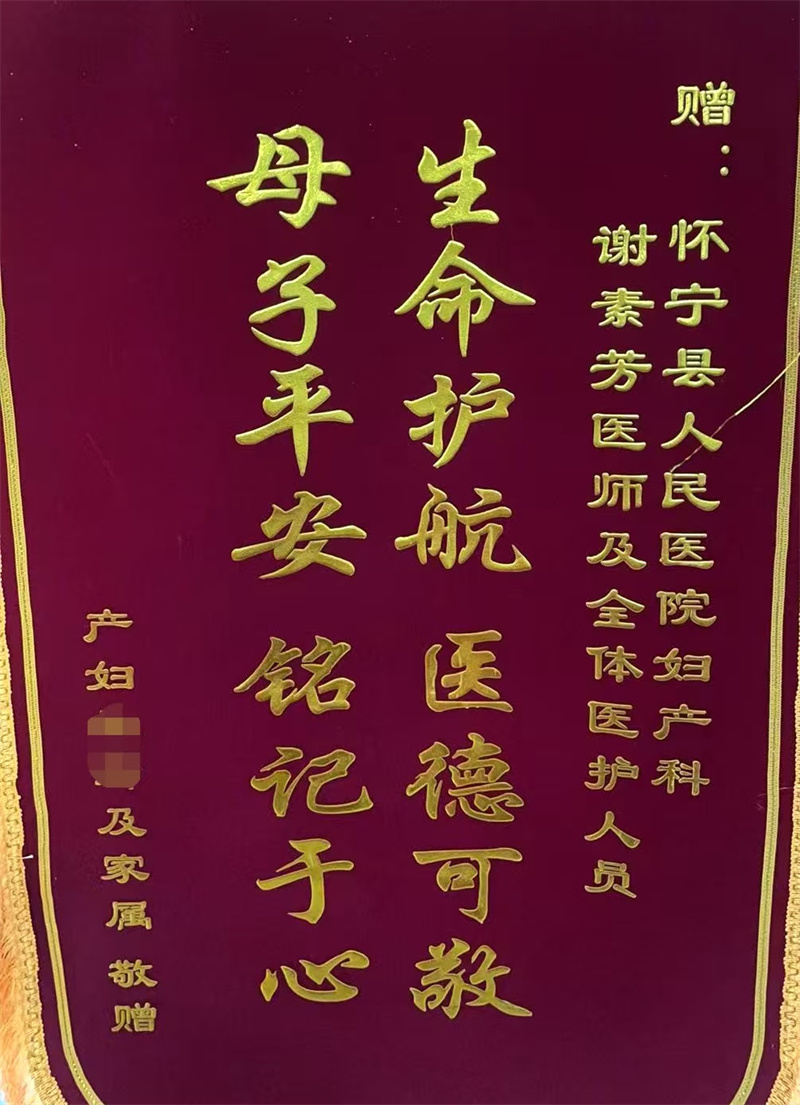 赠：怀宁县人民医院妇产科
谢素芳医师及全体医护人员
生命护航 医德可敬
母子平安 铭记于心
产妇 及家属 敬赠